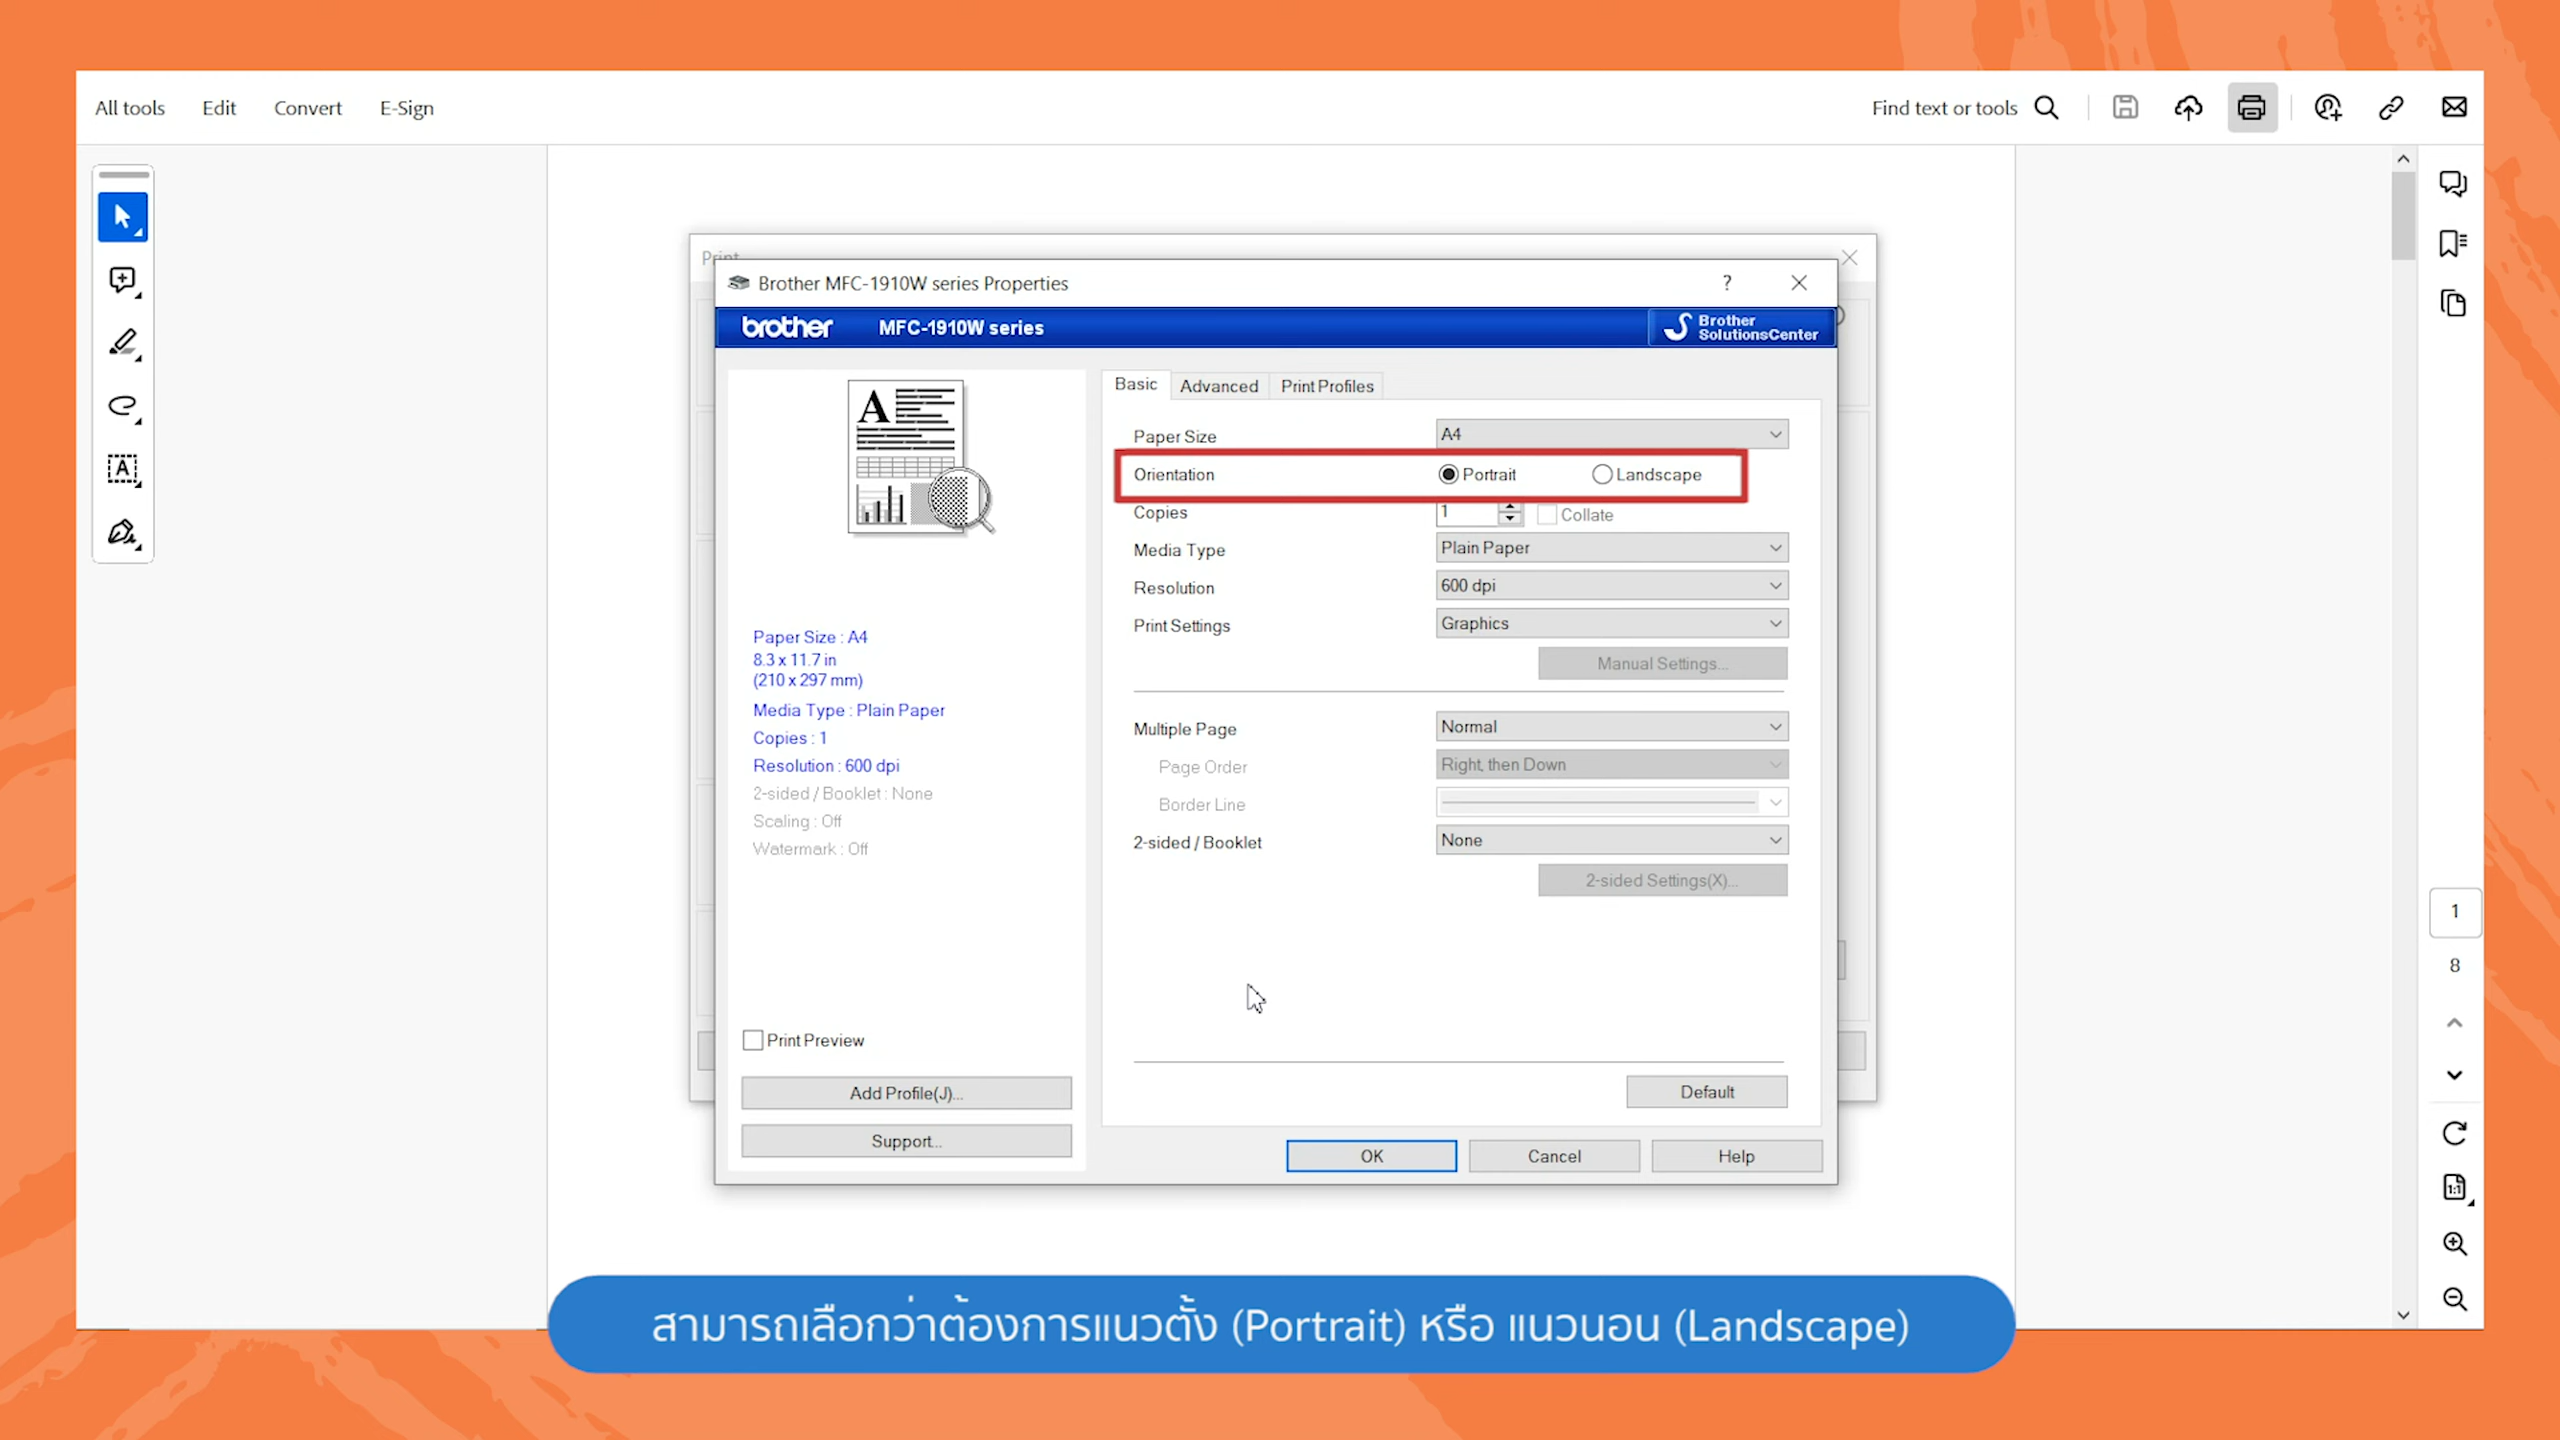 All tools Edit Convert E-Sign Find text or tools
Print
Brother MFC-1910W series Properties ?
brother MFC-1910W series Brother SolutionsCenter
Basic Advanced Print Profiles
A
Paper Size A4
Orientation Portrait Landscape
Copies 1 Collate
Media Type Plain Paper
Resolution 600 dpi
Print Settings Graphics
Manual Settings...
Multiple Page Normal
Page Order Right, then Down
Border Line
2-sided / Booklet None
2-sided Settings(X)...
Paper Size : A4
8.3 x 11.7 in
(210 x 297 mm)
Media Type : Plain Paper
Copies : 1
Resolution : 600 dpi
2-sided / Booklet : None
Scaling : Off
Watermark : Off
Print Preview
Add Profile(J)...
Support...
Default
OK Cancel Help
1
8
1:1
สามารถเลือกว่าต้องการแนวตั้ง (Portrait) หรือ แนวนอน (Landscape)